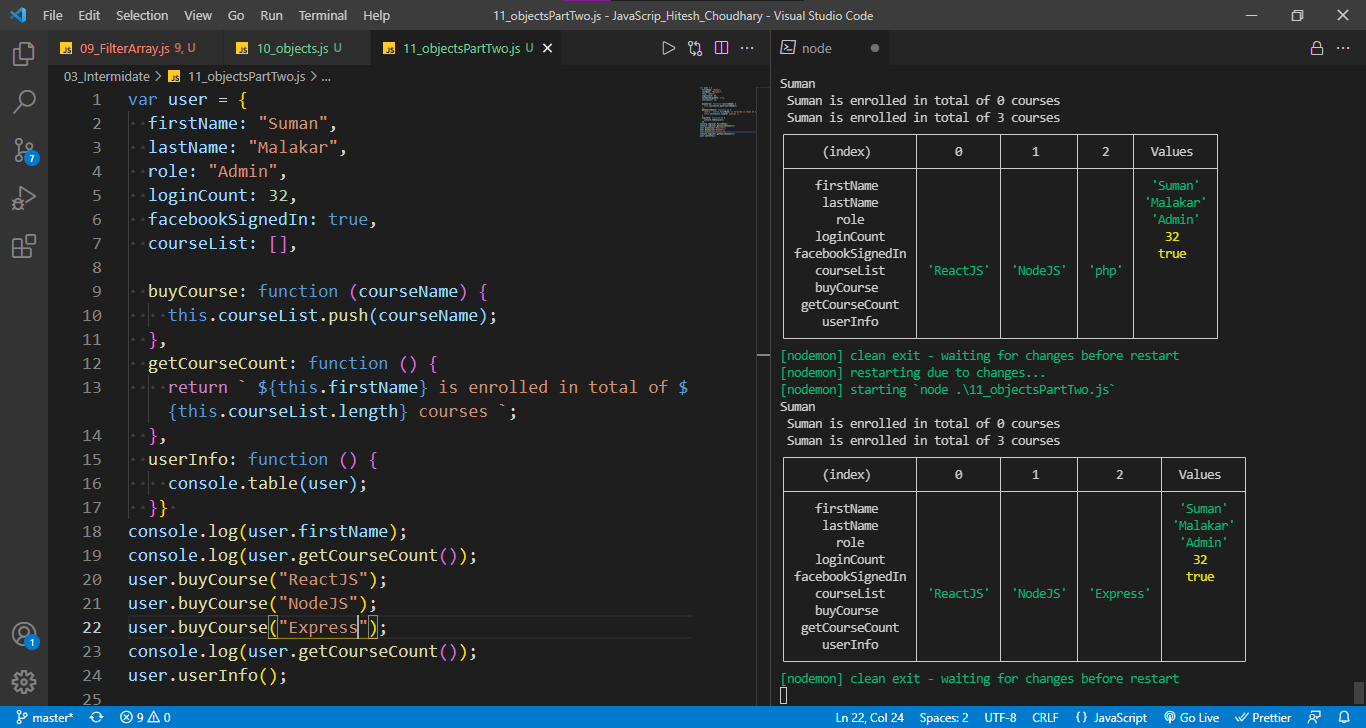 File Edit Selection View Go Run Terminal Help 11_objectsPartTwo.js - JavaScrip_Hitesh_Choudhary - Visual Studio Code
JS 09_FilterArray.js 9, U JS 10_objects.js U JS 11_objectsPartTwo.js U
03_Intermidate > JS 11_objectsPartTwo.js > ...
1 var user = {
2 firstName: "Suman",
3 lastName: "Malakar",
4 role: "Admin",
5 loginCount: 32,
6 facebookSignedIn: true,
7 courseList: [],
8
9 buyCourse: function (courseName) {
10 this.courseList.push(courseName);
11 },
12 getCourseCount: function () {
13 return ` ${this.firstName} is enrolled in total of $
{this.courseList.length} courses `;
14 },
15 userInfo: function () {
16 console.table(user);
17 }}
18 console.log(user.firstName);
19 console.log(user.getCourseCount());
20 user.buyCourse("ReactJS");
21 user.buyCourse("NodeJS");
22 user.buyCourse("Express");
23 console.log(user.getCourseCount());
24 user.userInfo();
25
7
1
node
Suman
Suman is enrolled in total of 0 courses
Suman is enrolled in total of 3 courses
(index) 0 1 2 Values
firstName 'Suman'
lastName 'Malakar'
role 'Admin'
loginCount 32
facebookSignedIn true
courseList 'ReactJS' 'NodeJS' 'php'
buyCourse
getCourseCount
userInfo
[nodemon] clean exit - waiting for changes before restart
[nodemon] restarting due to changes...
[nodemon] starting `node .\11_objectsPartTwo.js`
Suman
Suman is enrolled in total of 0 courses
Suman is enrolled in total of 3 courses
(index) 0 1 2 Values
firstName 'Suman'
lastName 'Malakar'
role 'Admin'
loginCount 32
facebookSignedIn true
courseList 'ReactJS' 'NodeJS' 'Express'
buyCourse
getCourseCount
userInfo
[nodemon] clean exit - waiting for changes before restart
master* 9 0 Ln 22, Col 24 Spaces: 2 UTF-8 CRLF {} JavaScript Go Live Prettier